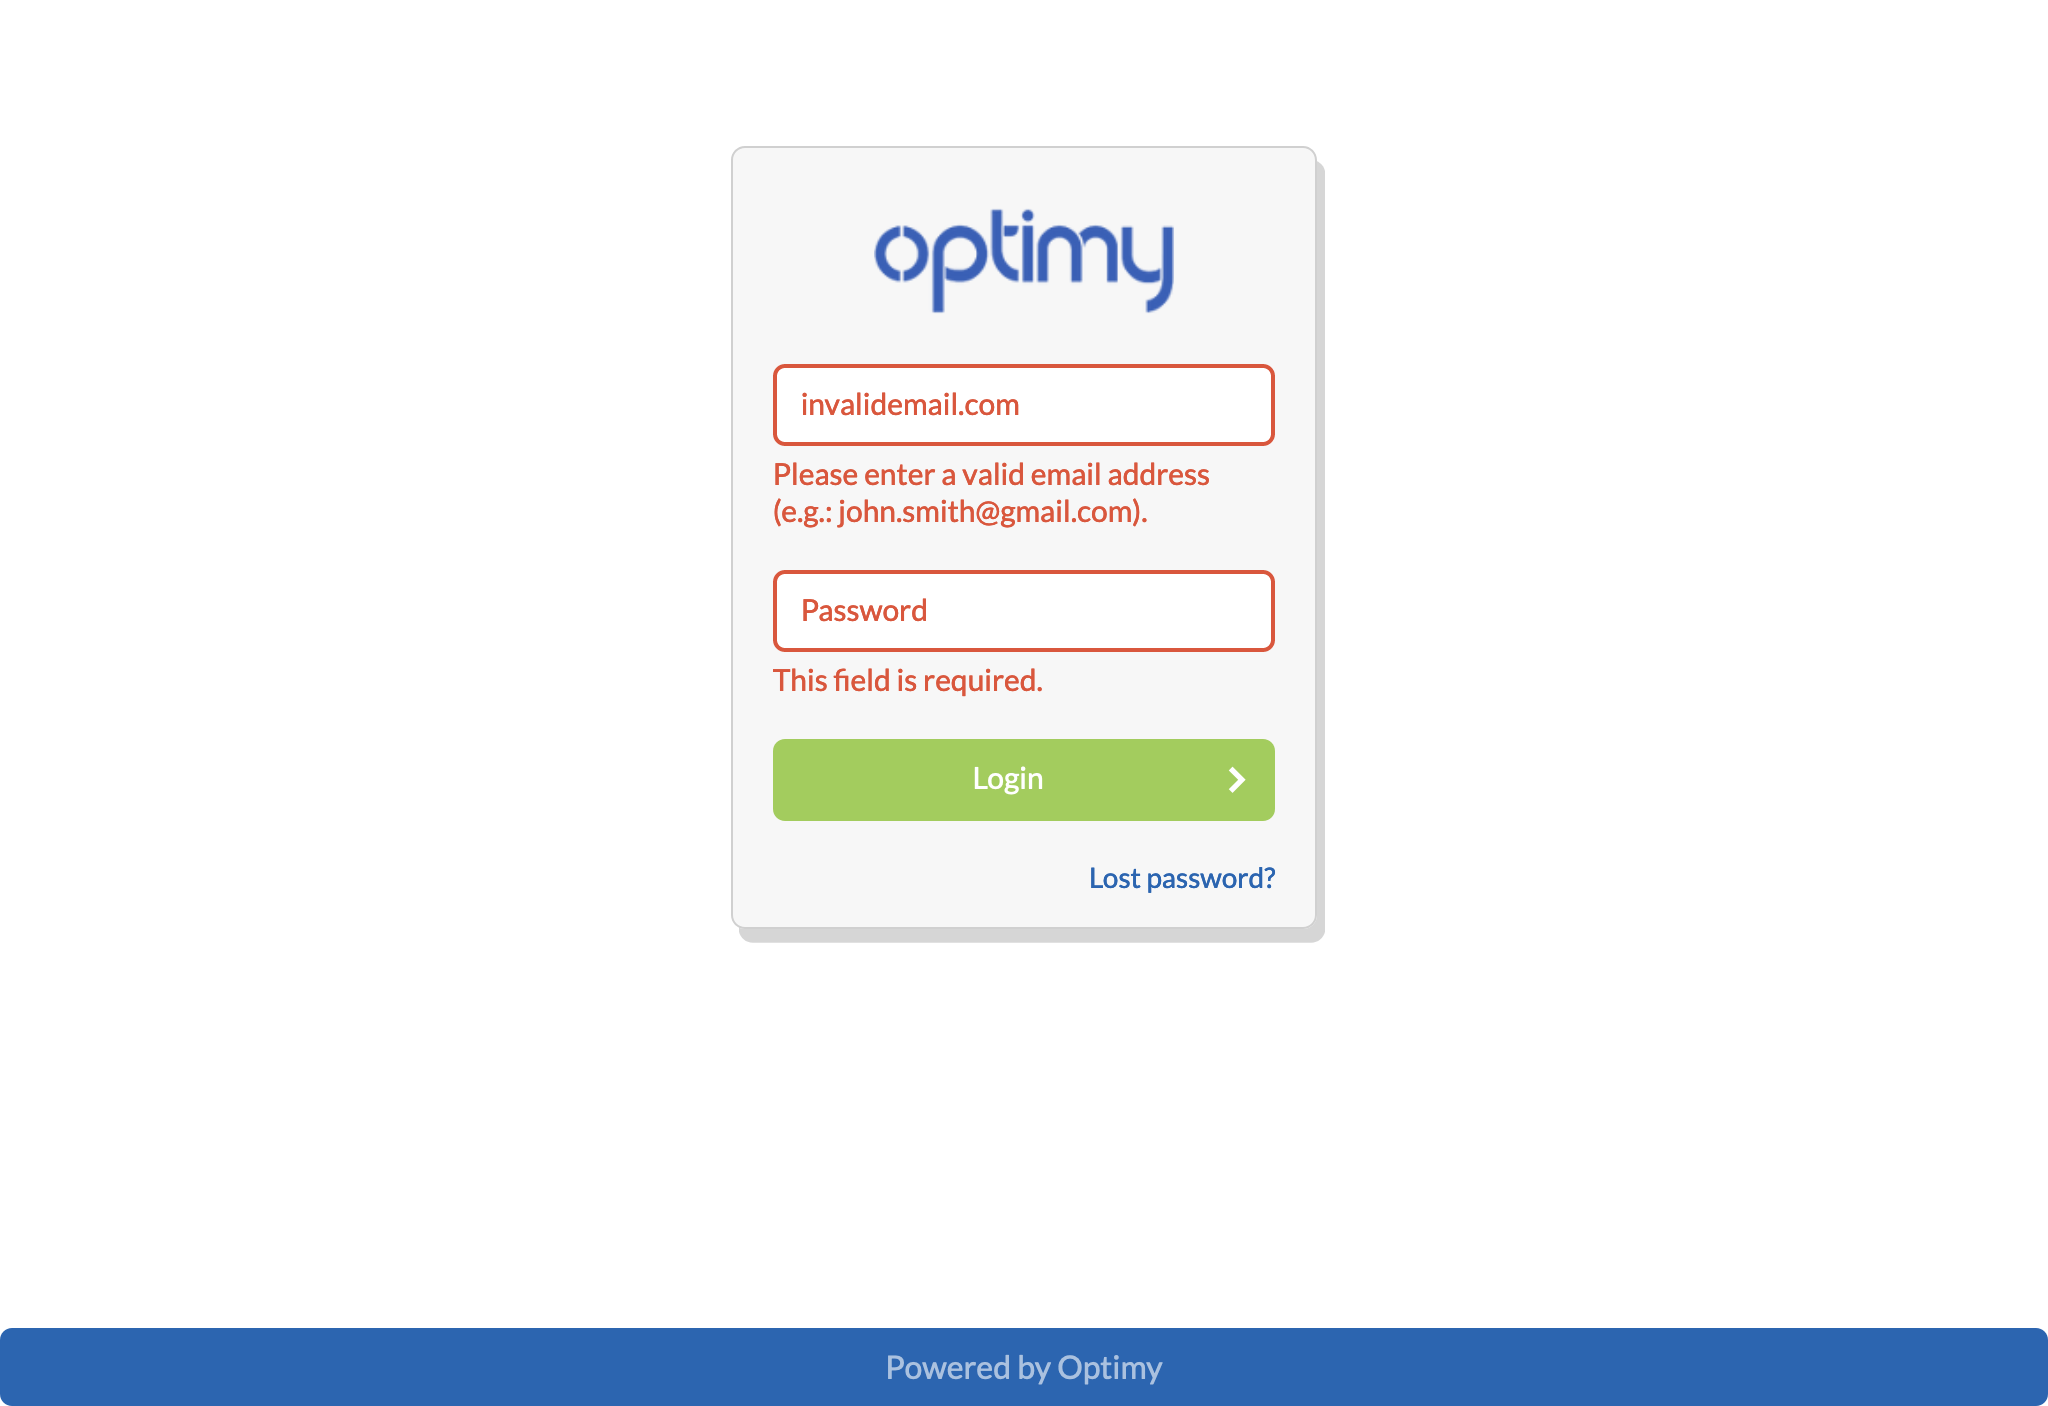 optimy
invalidemail.com
Please enter a valid email address
(e.g.: john.smith@gmail.com).
Password
This field is required.
Login
Lost password?
Powered by Optimy